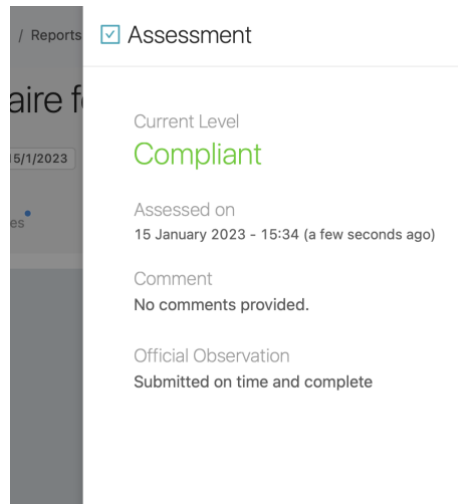 / Reports
Assessment
aire f
5/1/2023
es
Current Level
Compliant
Assessed on
15 January 2023 - 15:34 (a few seconds ago)
Comment
No comments provided.
Official Observation
Submitted on time and complete